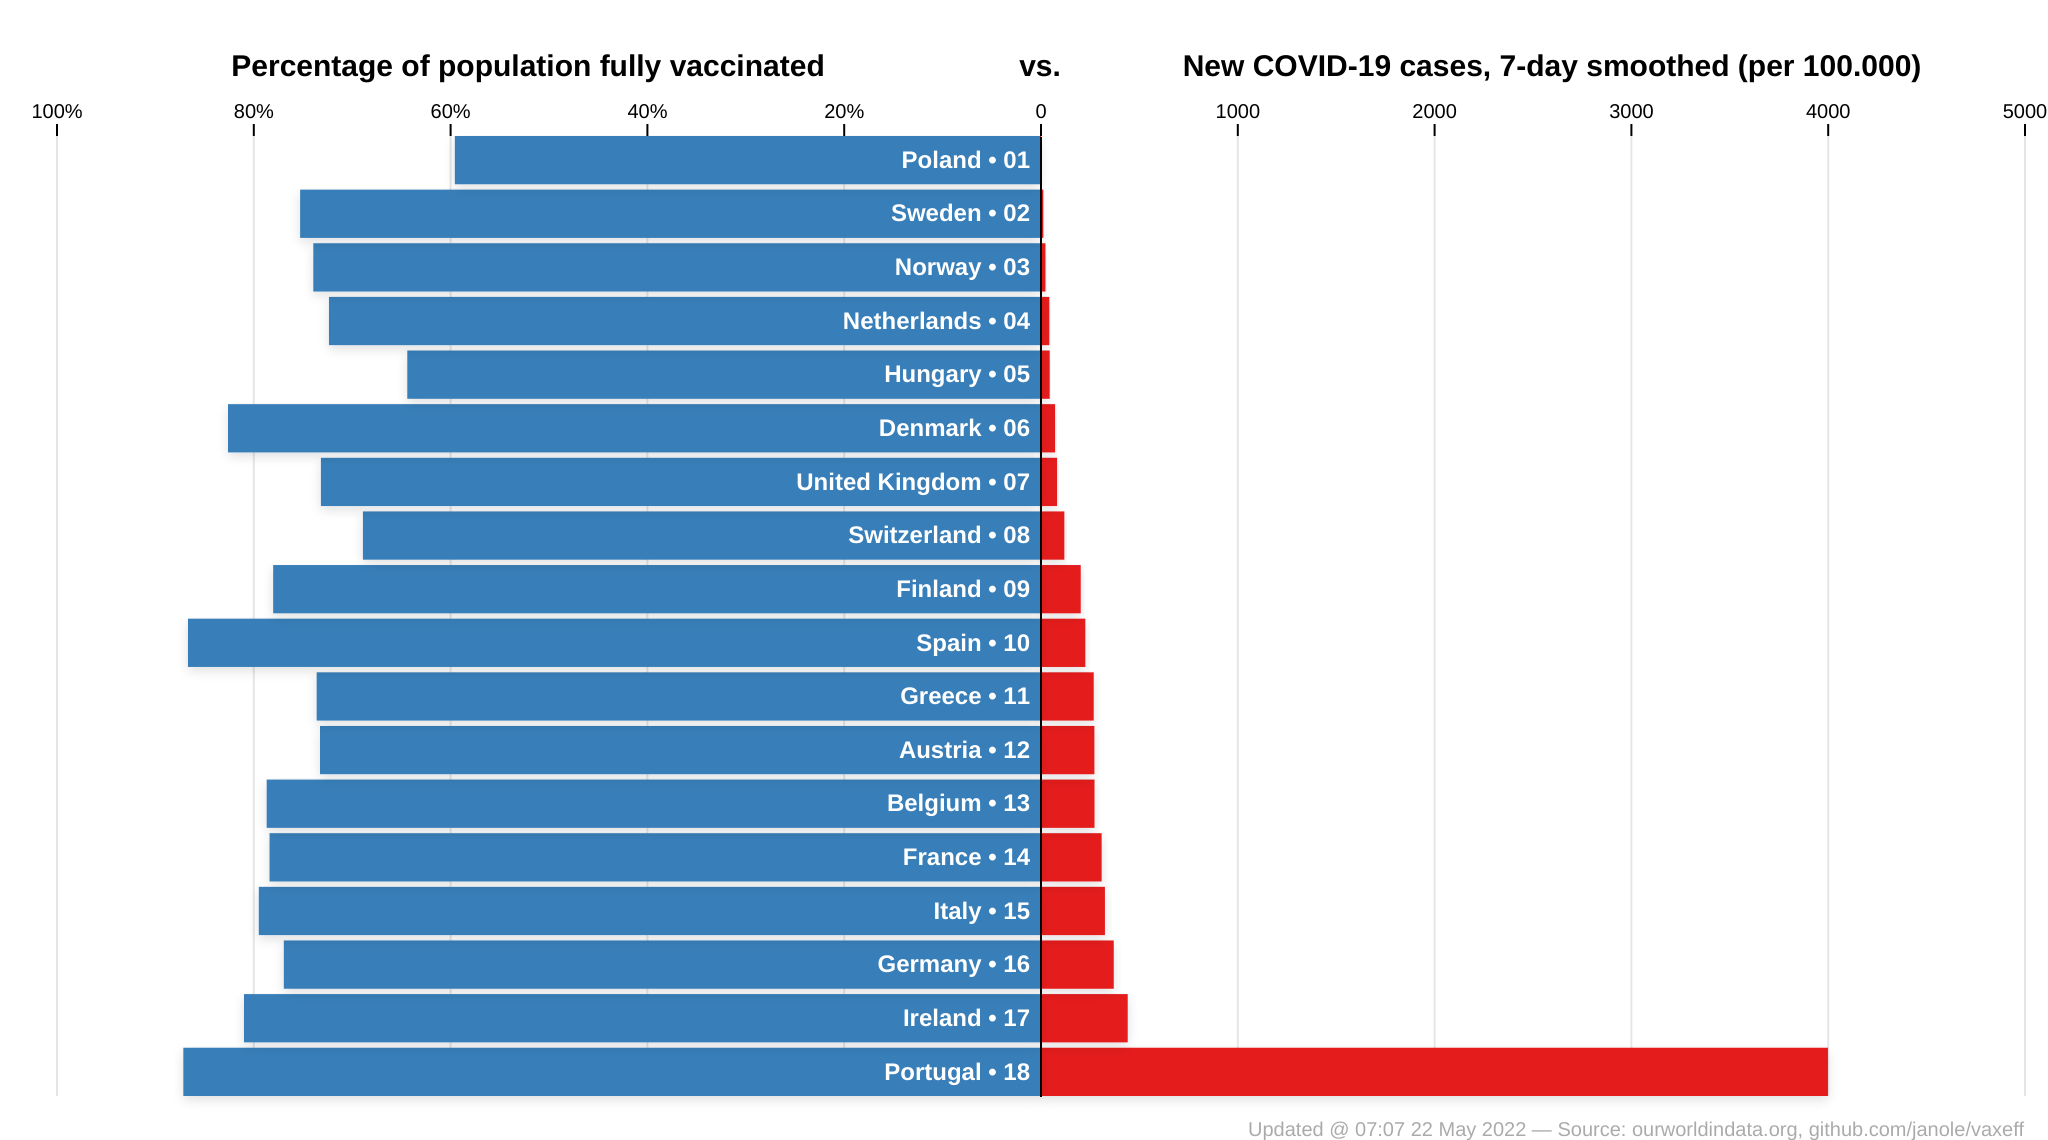 Percentage of population fully vaccinated vs. New COVID-19 cases, 7-day smoothed (per 100.000)
100% 80% 60% 40% 20% 0 1000 2000 3000 4000 5000
Poland • 01
Sweden • 02
Norway • 03
Netherlands • 04
Hungary • 05
Denmark • 06
United Kingdom • 07
Switzerland • 08
Finland • 09
Spain • 10
Greece • 11
Austria • 12
Belgium • 13
France • 14
Italy • 15
Germany • 16
Ireland • 17
Portugal • 18
Updated @ 07:07 22 May 2022 — Source: ourworldindata.org, github.com/janole/vaxeff